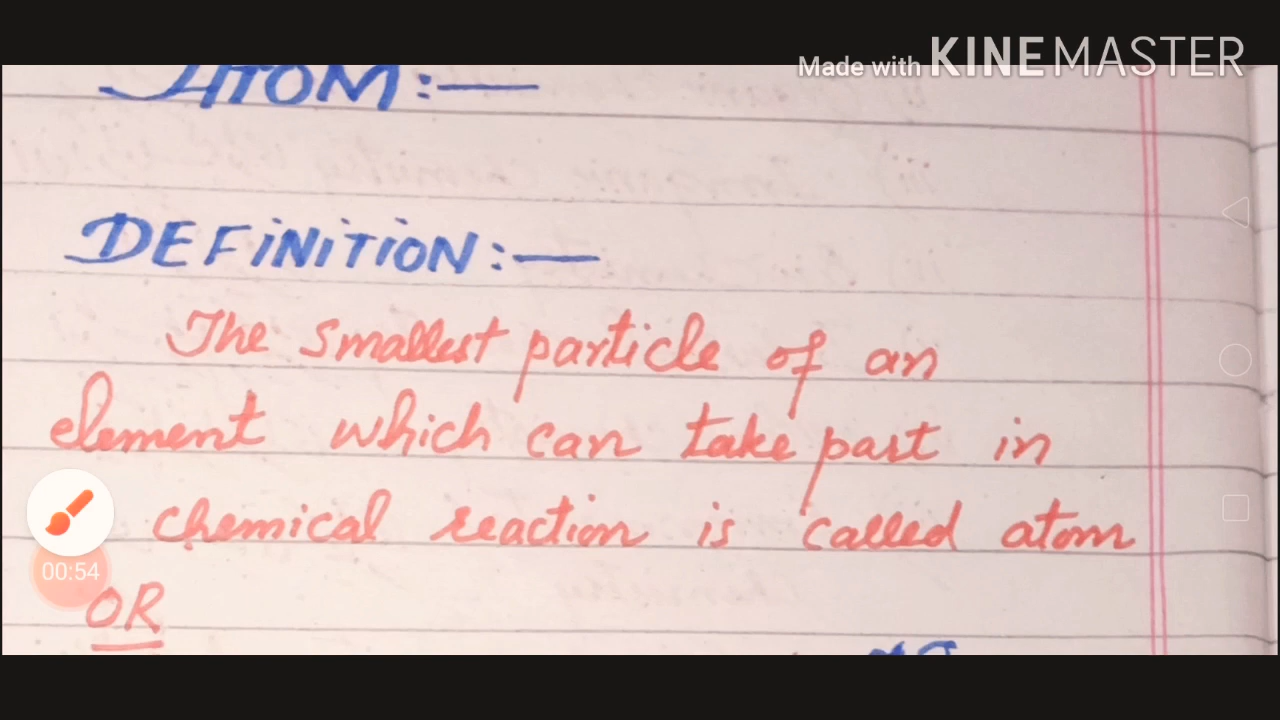 Made with KINEMASTER
ATOM:—
DEFINITION:—
The smallest particle of an
element which can take part in
chemical reaction is called atom
00:54
OR